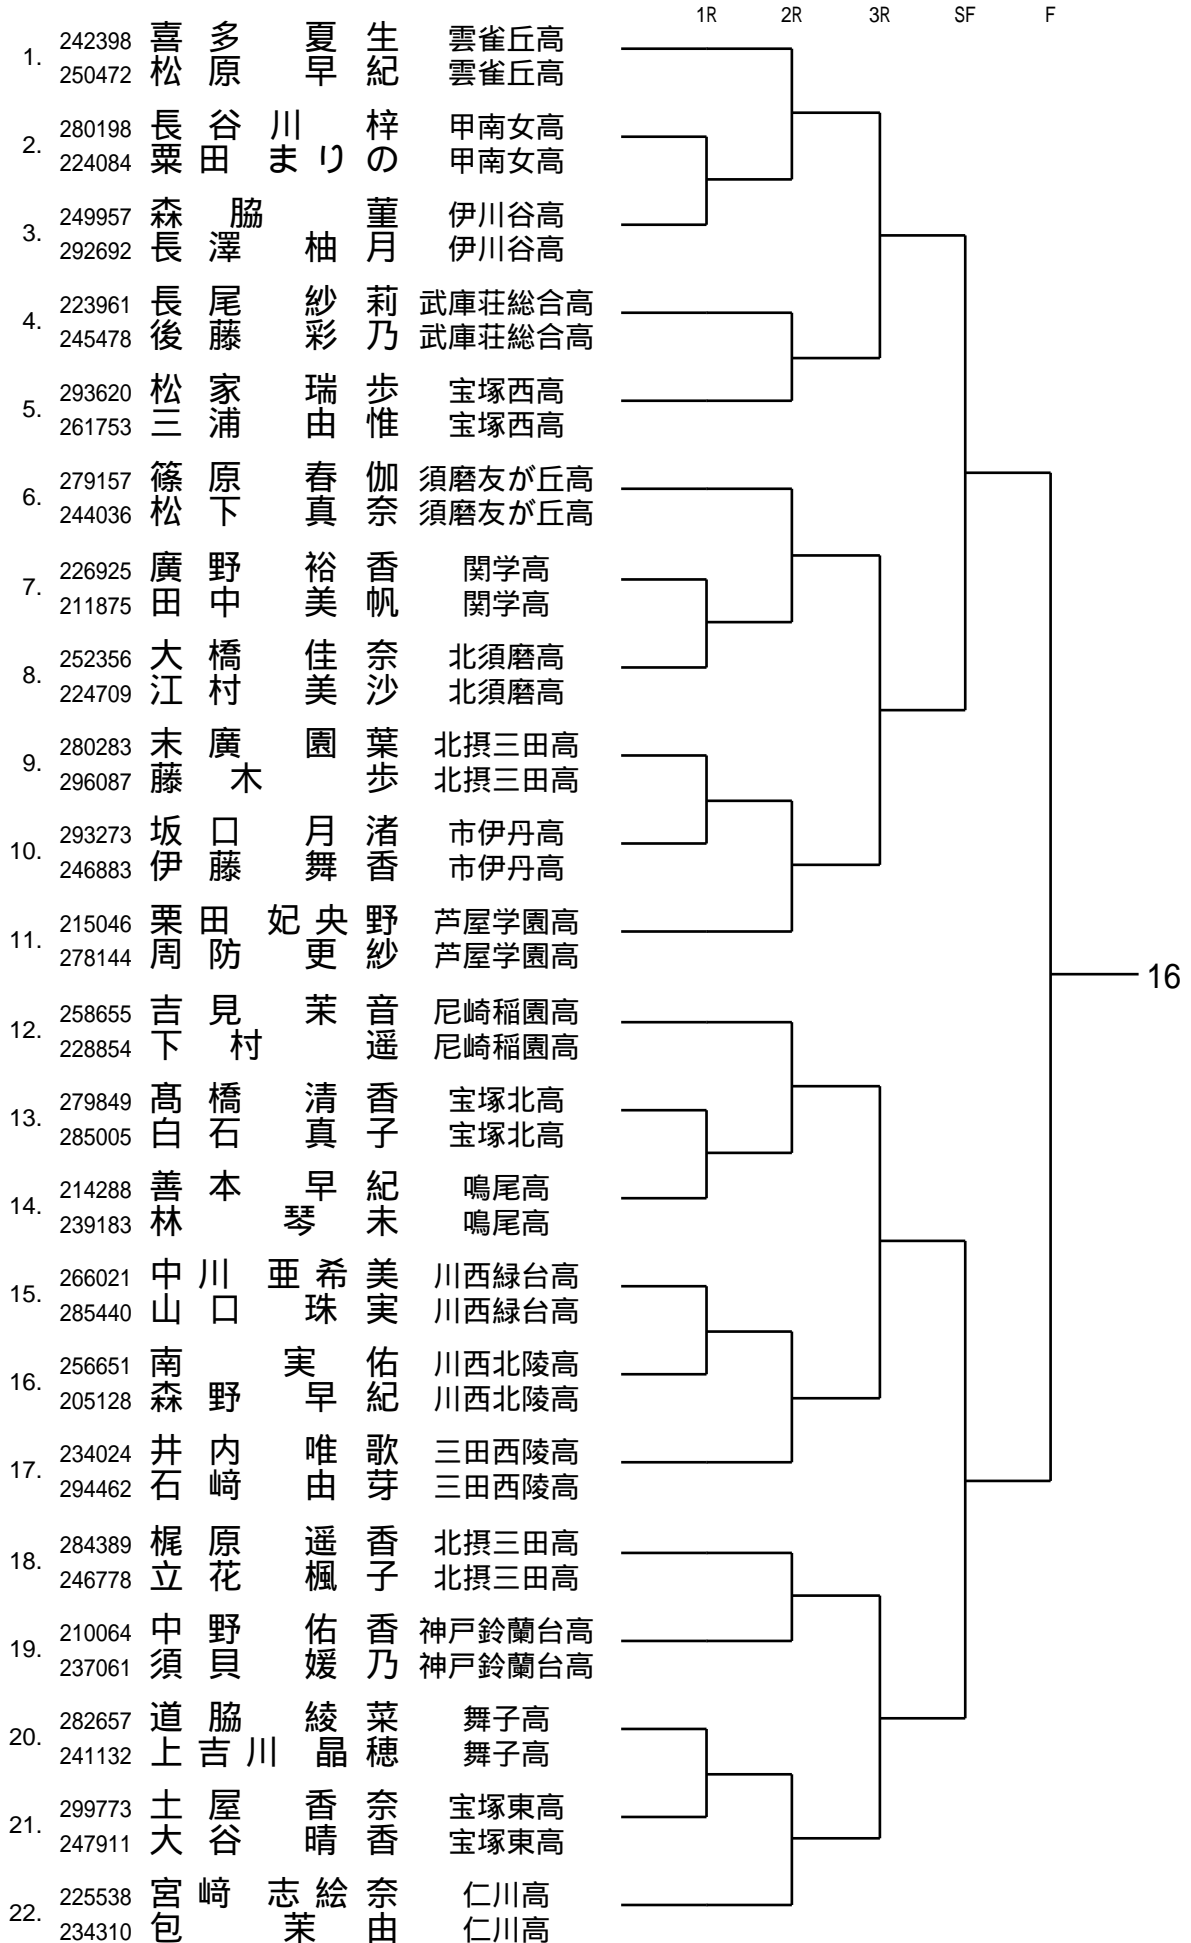 1R 2R 3R SF F
1.
242398 喜多 夏生 雲雀丘高
250472 松原 早紀 雲雀丘高
2.
280198 長谷川 梓 甲南女高
224084 粟田 まりの 甲南女高
3.
249957 森脇 菫 伊川谷高
292692 長澤 柚月 伊川谷高
4.
223961 長尾 紗莉 武庫荘総合高
245478 後藤 彩乃 武庫荘総合高
5.
293620 松家 瑞歩 宝塚西高
261753 三浦 由惟 宝塚西高
6.
279157 篠原 春伽 須磨友が丘高
244036 松下 真奈 須磨友が丘高
7.
226925 廣野 裕香 関学高
211875 田中 美帆 関学高
8.
252356 大橋 佳奈 北須磨高
224709 江村 美沙 北須磨高
9.
280283 末廣 園葉 北摂三田高
296087 藤木 歩 北摂三田高
10.
293273 坂口 月渚 市伊丹高
246883 伊藤 舞香 市伊丹高
11.
215046 栗田 妃央野 芦屋学園高
278144 周防 更紗 芦屋学園高
16
12.
258655 吉見 茉音 尼崎稲園高
228854 下村 遥 尼崎稲園高
13.
279849 髙橋 清香 宝塚北高
285005 白石 真子 宝塚北高
14.
214288 善本 早紀 鳴尾高
239183 林 琴未 鳴尾高
15.
266021 中川 亜希美 川西緑台高
285440 山口 珠実 川西緑台高
16.
256651 南 実佑 川西北陵高
205128 森野 早紀 川西北陵高
17.
234024 井内 唯歌 三田西陵高
294462 石﨑 由芽 三田西陵高
18.
284389 梶原 遥香 北摂三田高
246778 立花 楓子 北摂三田高
19.
210064 中野 佑香 神戸鈴蘭台高
237061 須貝 媛乃 神戸鈴蘭台高
20.
282657 道脇 綾菜 舞子高
241132 上吉川 晶穂 舞子高
21.
299773 土屋 香奈 宝塚東高
247911 大谷 晴香 宝塚東高
22.
225538 宮﨑 志絵奈 仁川高
234310 包 茉由 仁川高